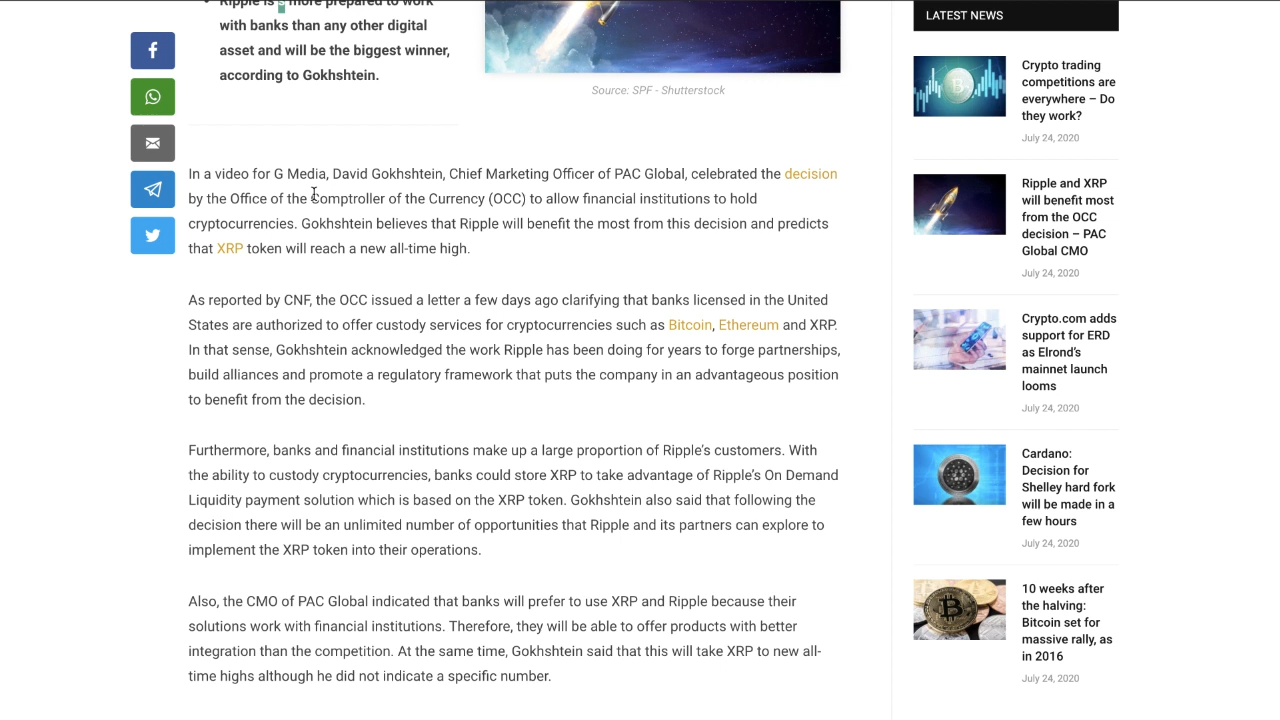 Ripple is s more prepared to work
with banks than any other digital
asset and will be the biggest winner,
according to Gokhshtein.
Source: SPF - Shutterstock
In a video for G Media, David Gokhshtein, Chief Marketing Officer of PAC Global, celebrated the decision
by the Office of the Comptroller of the Currency (OCC) to allow financial institutions to hold
cryptocurrencies. Gokhshtein believes that Ripple will benefit the most from this decision and predicts
that XRP token will reach a new all-time high.
As reported by CNF, the OCC issued a letter a few days ago clarifying that banks licensed in the United
States are authorized to offer custody services for cryptocurrencies such as Bitcoin, Ethereum and XRP.
In that sense, Gokhshtein acknowledged the work Ripple has been doing for years to forge partnerships,
build alliances and promote a regulatory framework that puts the company in an advantageous position
to benefit from the decision.
Furthermore, banks and financial institutions make up a large proportion of Ripple’s customers. With
the ability to custody cryptocurrencies, banks could store XRP to take advantage of Ripple’s On Demand
Liquidity payment solution which is based on the XRP token. Gokhshtein also said that following the
decision there will be an unlimited number of opportunities that Ripple and its partners can explore to
implement the XRP token into their operations.
Also, the CMO of PAC Global indicated that banks will prefer to use XRP and Ripple because their
solutions work with financial institutions. Therefore, they will be able to offer products with better
integration than the competition. At the same time, Gokhshtein said that this will take XRP to new all-
time highs although he did not indicate a specific number.
LATEST NEWS
Crypto trading
competitions are
everywhere – Do
they work?
July 24, 2020
Ripple and XRP
will benefit most
from the OCC
decision – PAC
Global CMO
July 24, 2020
Crypto.com adds
support for ERD
as Elrond’s
mainnet launch
looms
July 24, 2020
Cardano:
Decision for
Shelley hard fork
will be made in a
few hours
July 24, 2020
10 weeks after
the halving:
Bitcoin set for
massive rally, as
in 2016
July 24, 2020